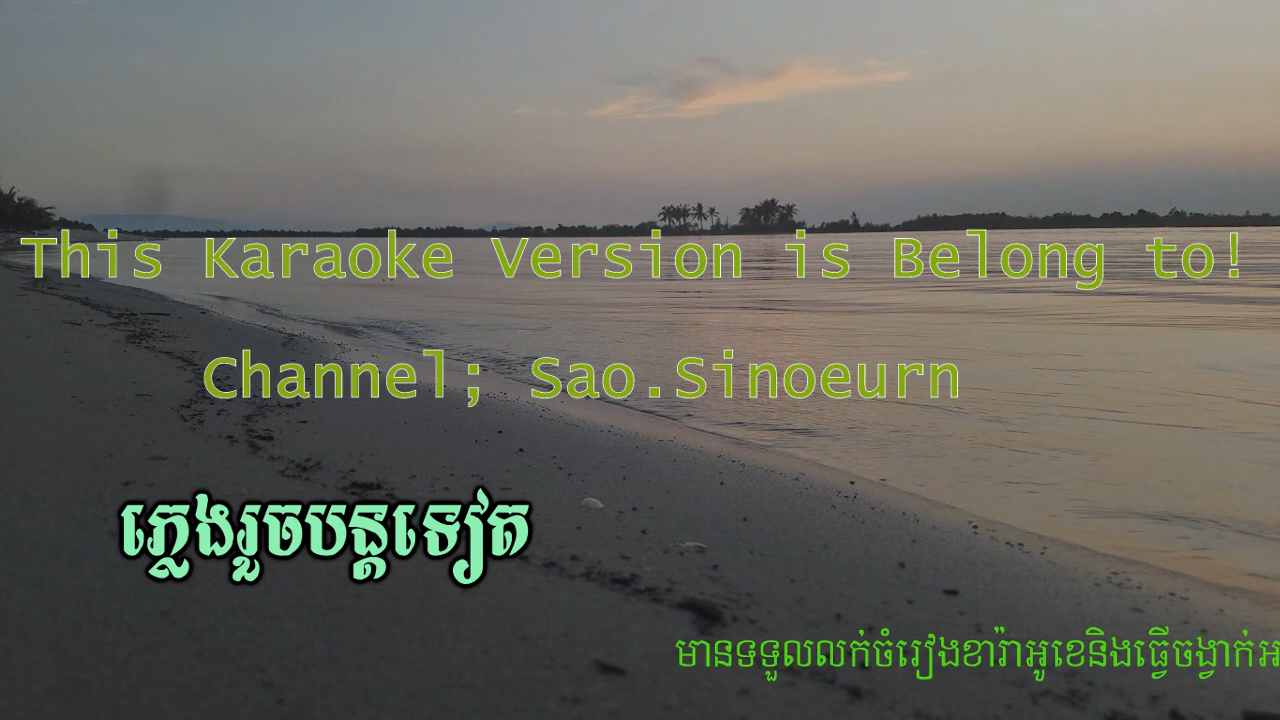 This Karaoke Version is Belong to!
Channel; Sao.Sinoeurn
ភ្លេងរួចបន្តទៀត
មានទទួលលក់ចំរៀងខារ៉ាអូខេនិងធ្វើចង្វាក់អ